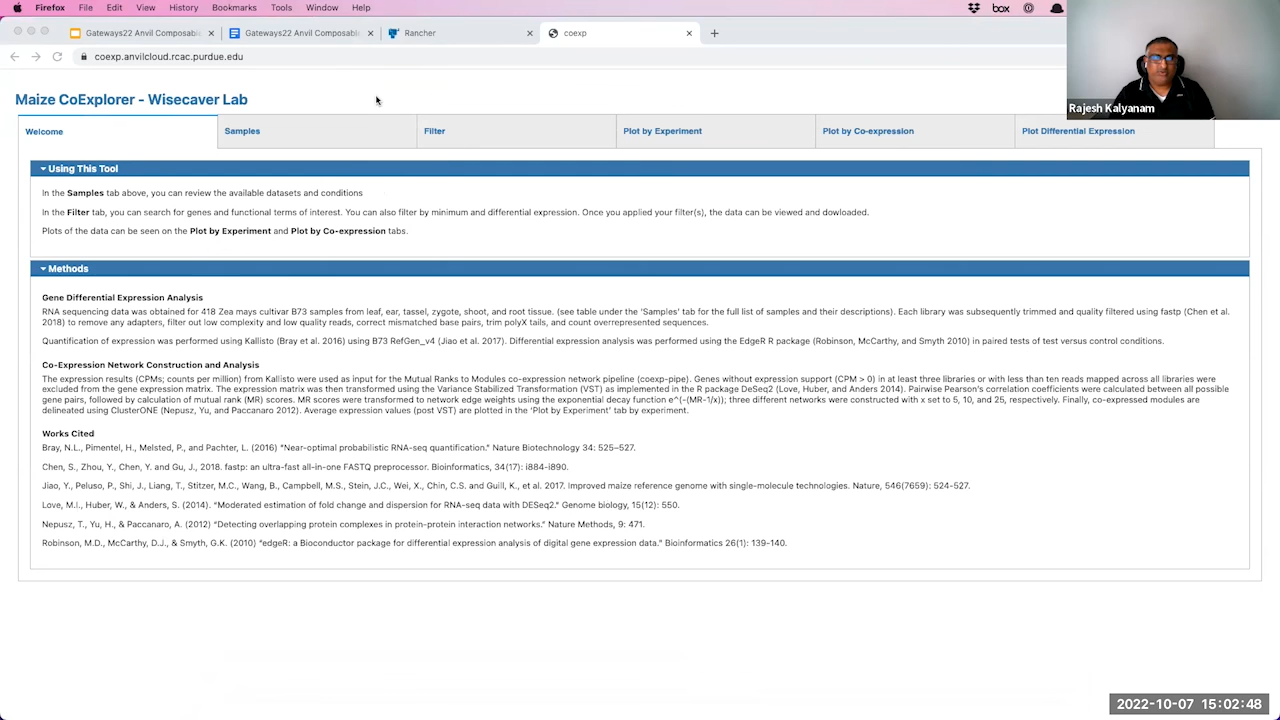 Firefox File Edit View History Bookmarks Tools Window Help box
Gateways22 Anvil Composabl Gateways22 Anvil Composabl Rancher coexp
coexp.anvilcloud.rcac.purdue.edu
Rajesh Kalyanam
Maize CoExplorer - Wisecaver Lab
Welcome Samples Filter Plot by Experiment Plot by Co-expression Plot Differential Expression
Using This Tool
In the Samples tab above, you can review the available datasets and conditions
In the Filter tab, you can search for genes and functional terms of interest. You can also filter by minimum and differential expression. Once you applied your filter(s), the data can be viewed and dowloaded.
Plots of the data can be seen on the Plot by Experiment and Plot by Co-expression tabs.
Methods
Gene Differential Expression Analysis
RNA sequencing data was obtained for 418 Zea mays cultivar B73 samples from leaf, ear, tassel, zygote, shoot, and root tissue. (see table under the 'Samples' tab for the full list of samples and their descriptions). Each library was subsequently trimmed and quality filtered using fastp (Chen et al.
2018) to remove any adapters, filter out low complexity and low quality reads, correct mismatched base pairs, trim polyX tails, and count overrepresented sequences.
Quantification of expression was performed using Kallisto (Bray et al. 2016) using B73 RefGen_v4 (Jiao et al. 2017). Differential expression analysis was performed using the EdgeR R package (Robinson, McCarthy, and Smyth 2010) in paired tests of test versus control conditions.
Co-Expression Network Construction and Analysis
The expression results (CPMs; counts per million) from Kallisto were used as input for the Mutual Ranks to Modules co-expression network pipeline (coexp-pipe). Genes without expression support (CPM > 0) in at least three libraries or with less than ten reads mapped across all libraries were
excluded from the gene expression matrix. The expression matrix was then transformed using the Variance Stabilized Transformation (VST) as implemented in the R package DeSeq2 (Love, Huber, and Anders 2014). Pairwise Pearson's correlation coefficients were calculated between all possible
gene pairs, followed by calculation of mutual rank (MR) scores. MR scores were transformed to network edge weights using the exponential decay function e^(-(MR-1/x)); three different networks were constructed with x set to 5, 10, and 25, respectively. Finally, co-expressed modules are
delineated using ClusterONE (Nepusz, Yu, and Paccanaro 2012). Average expression values (post VST) are plotted in the 'Plot by Experiment' tab by experiment.
Works Cited
Bray, N.L., Pimentel, H., Melsted, P., and Pachter, L. (2016) "Near-optimal probabilistic RNA-seq quantification." Nature Biotechnology 34: 525–527.
Chen, S., Zhou, Y., Chen, Y. and Gu, J., 2018. fastp: an ultra-fast all-in-one FASTQ preprocessor. Bioinformatics, 34(17): i884-i890.
Jiao, Y., Peluso, P., Shi, J., Liang, T., Stitzer, M.C., Wang, B., Campbell, M.S., Stein, J.C., Wei, X., Chin, C.S. and Guill, K., et al. 2017. Improved maize reference genome with single-molecule technologies. Nature, 546(7659): 524-527.
Love, M.I., Huber, W., & Anders, S. (2014). "Moderated estimation of fold change and dispersion for RNA-seq data with DESeq2." Genome biology, 15(12): 550.
Nepusz, T., Yu, H., & Paccanaro, A. (2012) "Detecting overlapping protein complexes in protein-protein interaction networks." Nature Methods, 9: 471.
Robinson, M.D., McCarthy, D.J., & Smyth, G.K. (2010) "edgeR: a Bioconductor package for differential expression analysis of digital gene expression data." Bioinformatics 26(1): 139-140.
2022-10-07 15:02:48